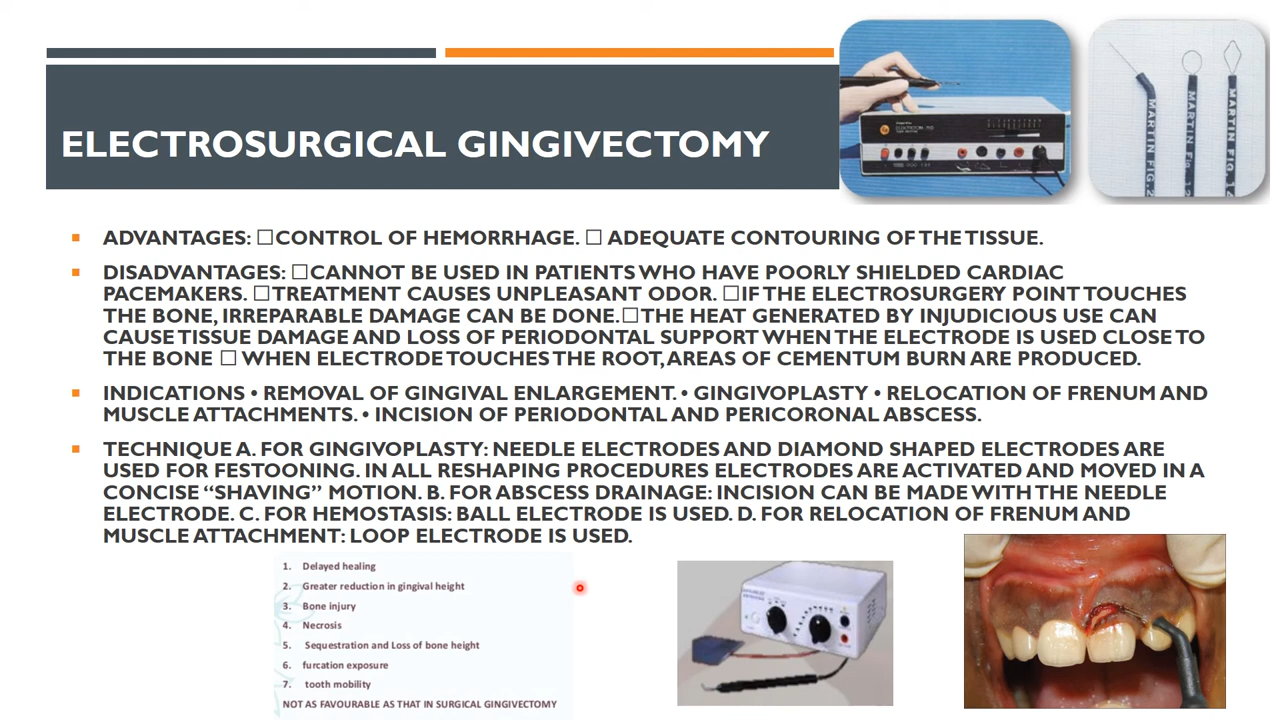 ELECTROSURGICAL GINGIVECTOMY
MARTIN FIG.
MARTIN Fig. 12
MARTIN FIG. 1
▪ ADVANTAGES: □CONTROL OF HEMORRHAGE. □ ADEQUATE CONTOURING OF THE TISSUE.
▪ DISADVANTAGES: □CANNOT BE USED IN PATIENTS WHO HAVE POORLY SHIELDED CARDIAC
PACEMAKERS. □TREATMENT CAUSES UNPLEASANT ODOR. □IF THE ELECTROSURGERY POINT TOUCHES
THE BONE, IRREPARABLE DAMAGE CAN BE DONE.□THE HEAT GENERATED BY INJUDICIOUS USE CAN
CAUSE TISSUE DAMAGE AND LOSS OF PERIODONTAL SUPPORT WHEN THE ELECTRODE IS USED CLOSE TO
THE BONE □ WHEN ELECTRODE TOUCHES THE ROOT, AREAS OF CEMENTUM BURN ARE PRODUCED.
▪ INDICATIONS • REMOVAL OF GINGIVAL ENLARGEMENT. • GINGIVOPLASTY • RELOCATION OF FRENUM AND
MUSCLE ATTACHMENTS. • INCISION OF PERIODONTAL AND PERICORONAL ABSCESS.
▪ TECHNIQUE A. FOR GINGIVOPLASTY: NEEDLE ELECTRODES AND DIAMOND SHAPED ELECTRODES ARE
USED FOR FESTOONING. IN ALL RESHAPING PROCEDURES ELECTRODES ARE ACTIVATED AND MOVED IN A
CONCISE “SHAVING” MOTION. B. FOR ABSCESS DRAINAGE: INCISION CAN BE MADE WITH THE NEEDLE
ELECTRODE. C. FOR HEMOSTASIS: BALL ELECTRODE IS USED. D. FOR RELOCATION OF FRENUM AND
MUSCLE ATTACHMENT: LOOP ELECTRODE IS USED.
1. Delayed healing
2. Greater reduction in gingival height
3. Bone injury
4. Necrosis
5. Sequestration and Loss of bone height
6. furcation exposure
7. tooth mobility
NOT AS FAVOURABLE AS THAT IN SURGICAL GINGIVECTOMY